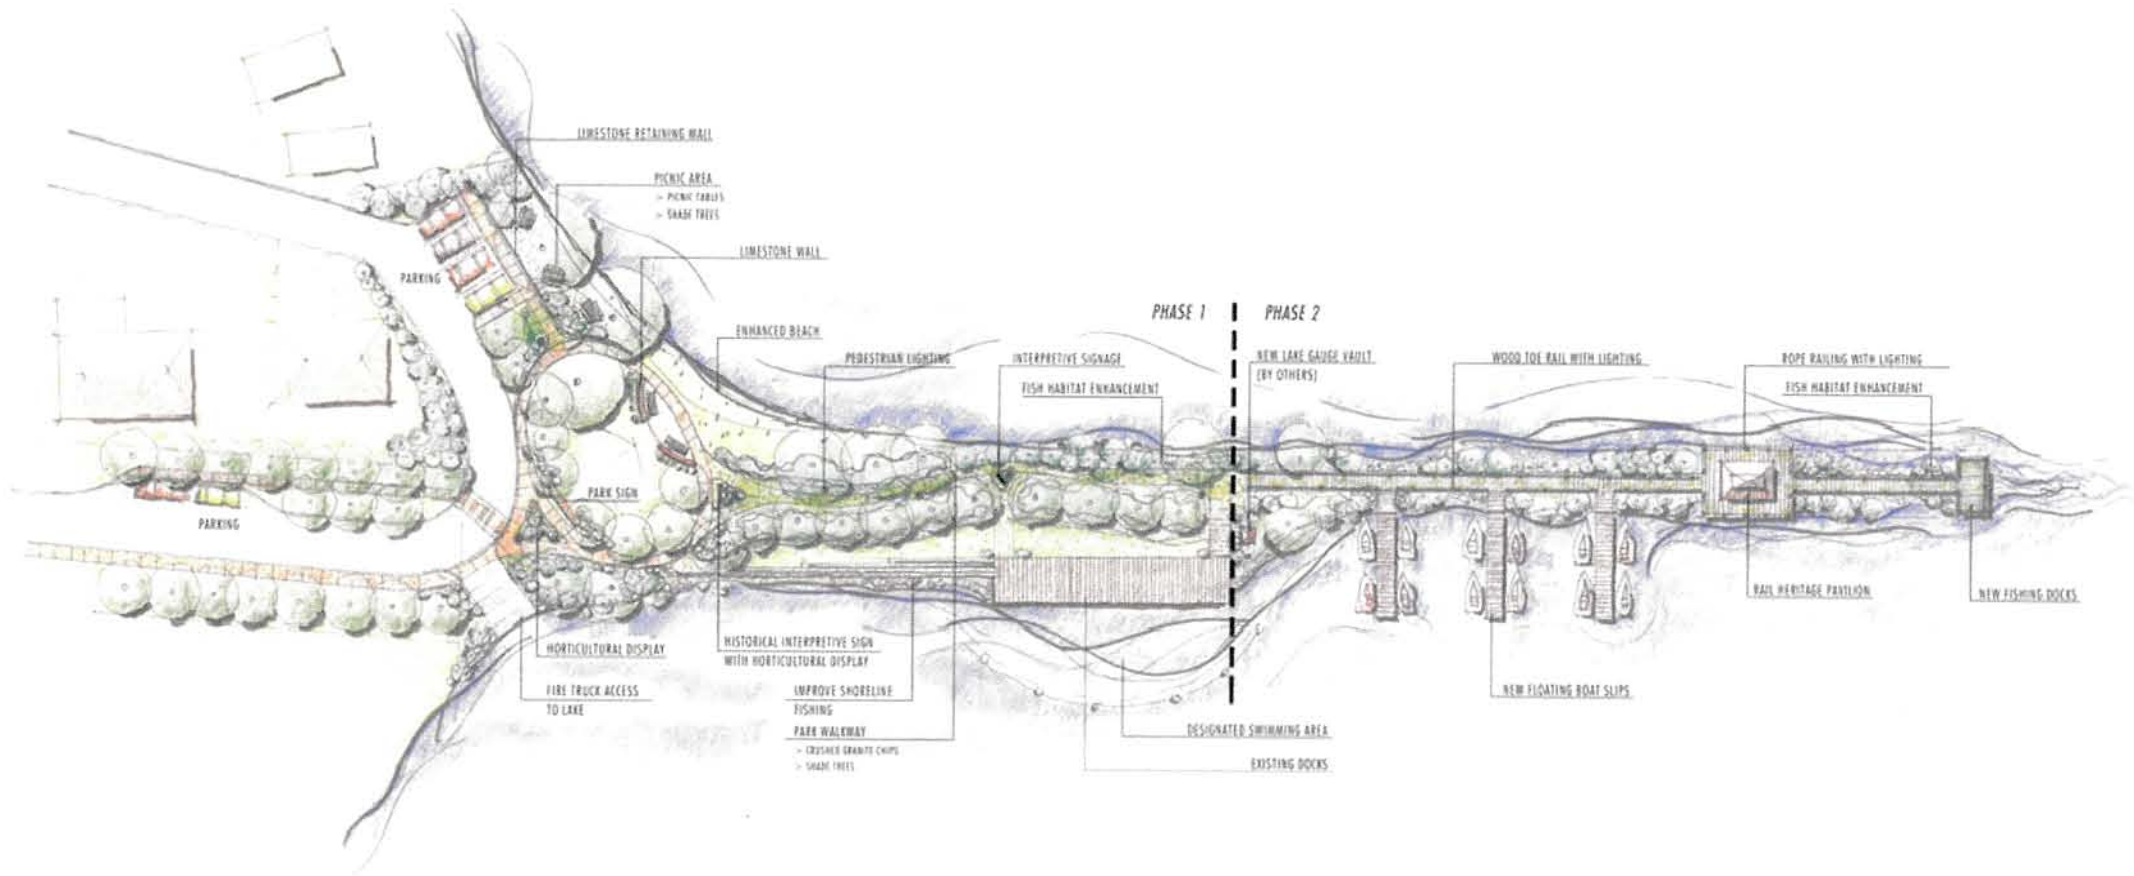 LIMESTONE RETAINING WALL
PICNIC AREA
> PICNIC TABLES
> SHADE TREES
LIMESTONE WALL
PARKING
ENHANCED BEACH
PEDESTRIAN LIGHTING
INTERPRETIVE SIGNAGE
FISH HABITAT ENHANCEMENT
PHASE 1
PHASE 2
NEW LAKE GAUGE VAULT
(BY OTHERS)
WOOD TOE RAIL WITH LIGHTING
ROPE RAILING WITH LIGHTING
FISH HABITAT ENHANCEMENT
PARK SIGN
PARKING
RAIL HERITAGE PAVILION
NEW FISHING DOCKS
HORTICULTURAL DISPLAY
HISTORICAL INTERPRETIVE SIGN
WITH HORTICULTURAL DISPLAY
FIRE TRUCK ACCESS
TO LAKE
IMPROVE SHORELINE
FISHING
NEW FLOATING BOAT SLIPS
PARK WALKWAY
> CRUSHED GRANITE CHIPS
> SHADE TREES
DESIGNATED SWIMMING AREA
EXISTING DOCKS